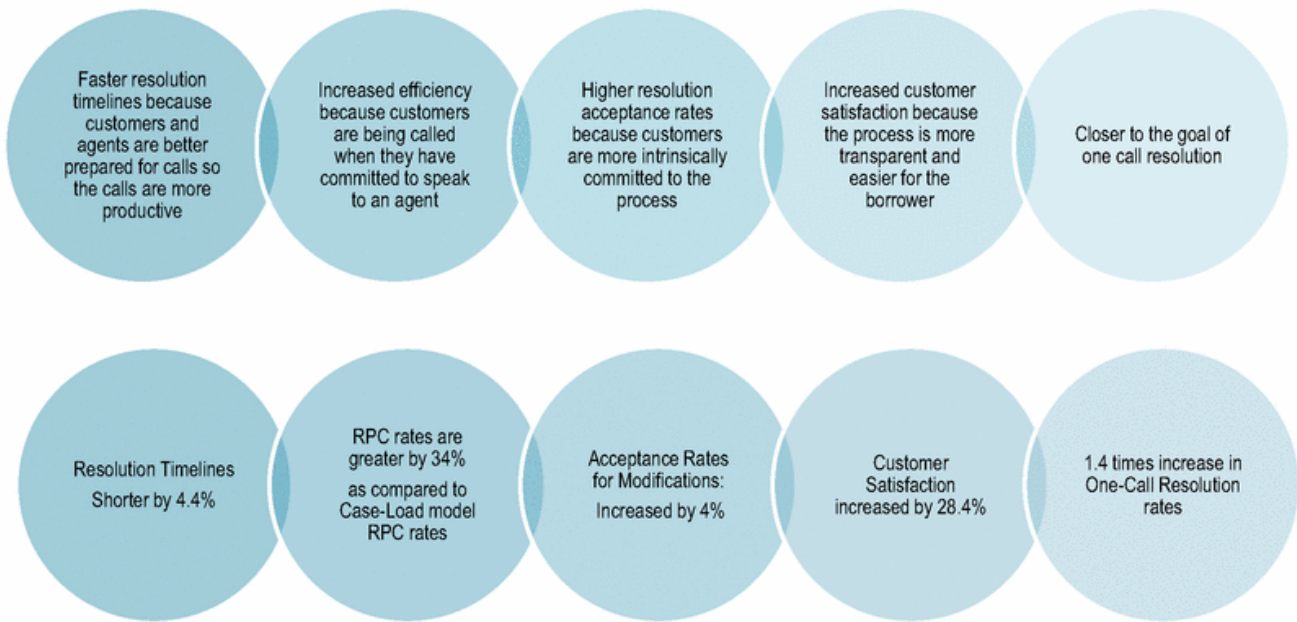 Faster resolution
timelines because
customers and
agents are better
prepared for calls so
the calls are more
productive
Increased efficiency
because customers
are being called
when they have
committed to speak
to an agent
Higher resolution
acceptance rates
because customers
are more intrinsically
committed to the
process
Increased customer
satisfaction because
the process is more
transparent and
easier for the
borrower
Closer to the goal of
one call resolution
Resolution Timelines
Shorter by 4.4%
RPC rates are
greater by 34%
as compared to
Case-Load model
RPC rates
Acceptance Rates
for Modifications:
Increased by 4%
Customer
Satisfaction
increased by 28.4%
1.4 times increase in
One-Call Resolution
rates